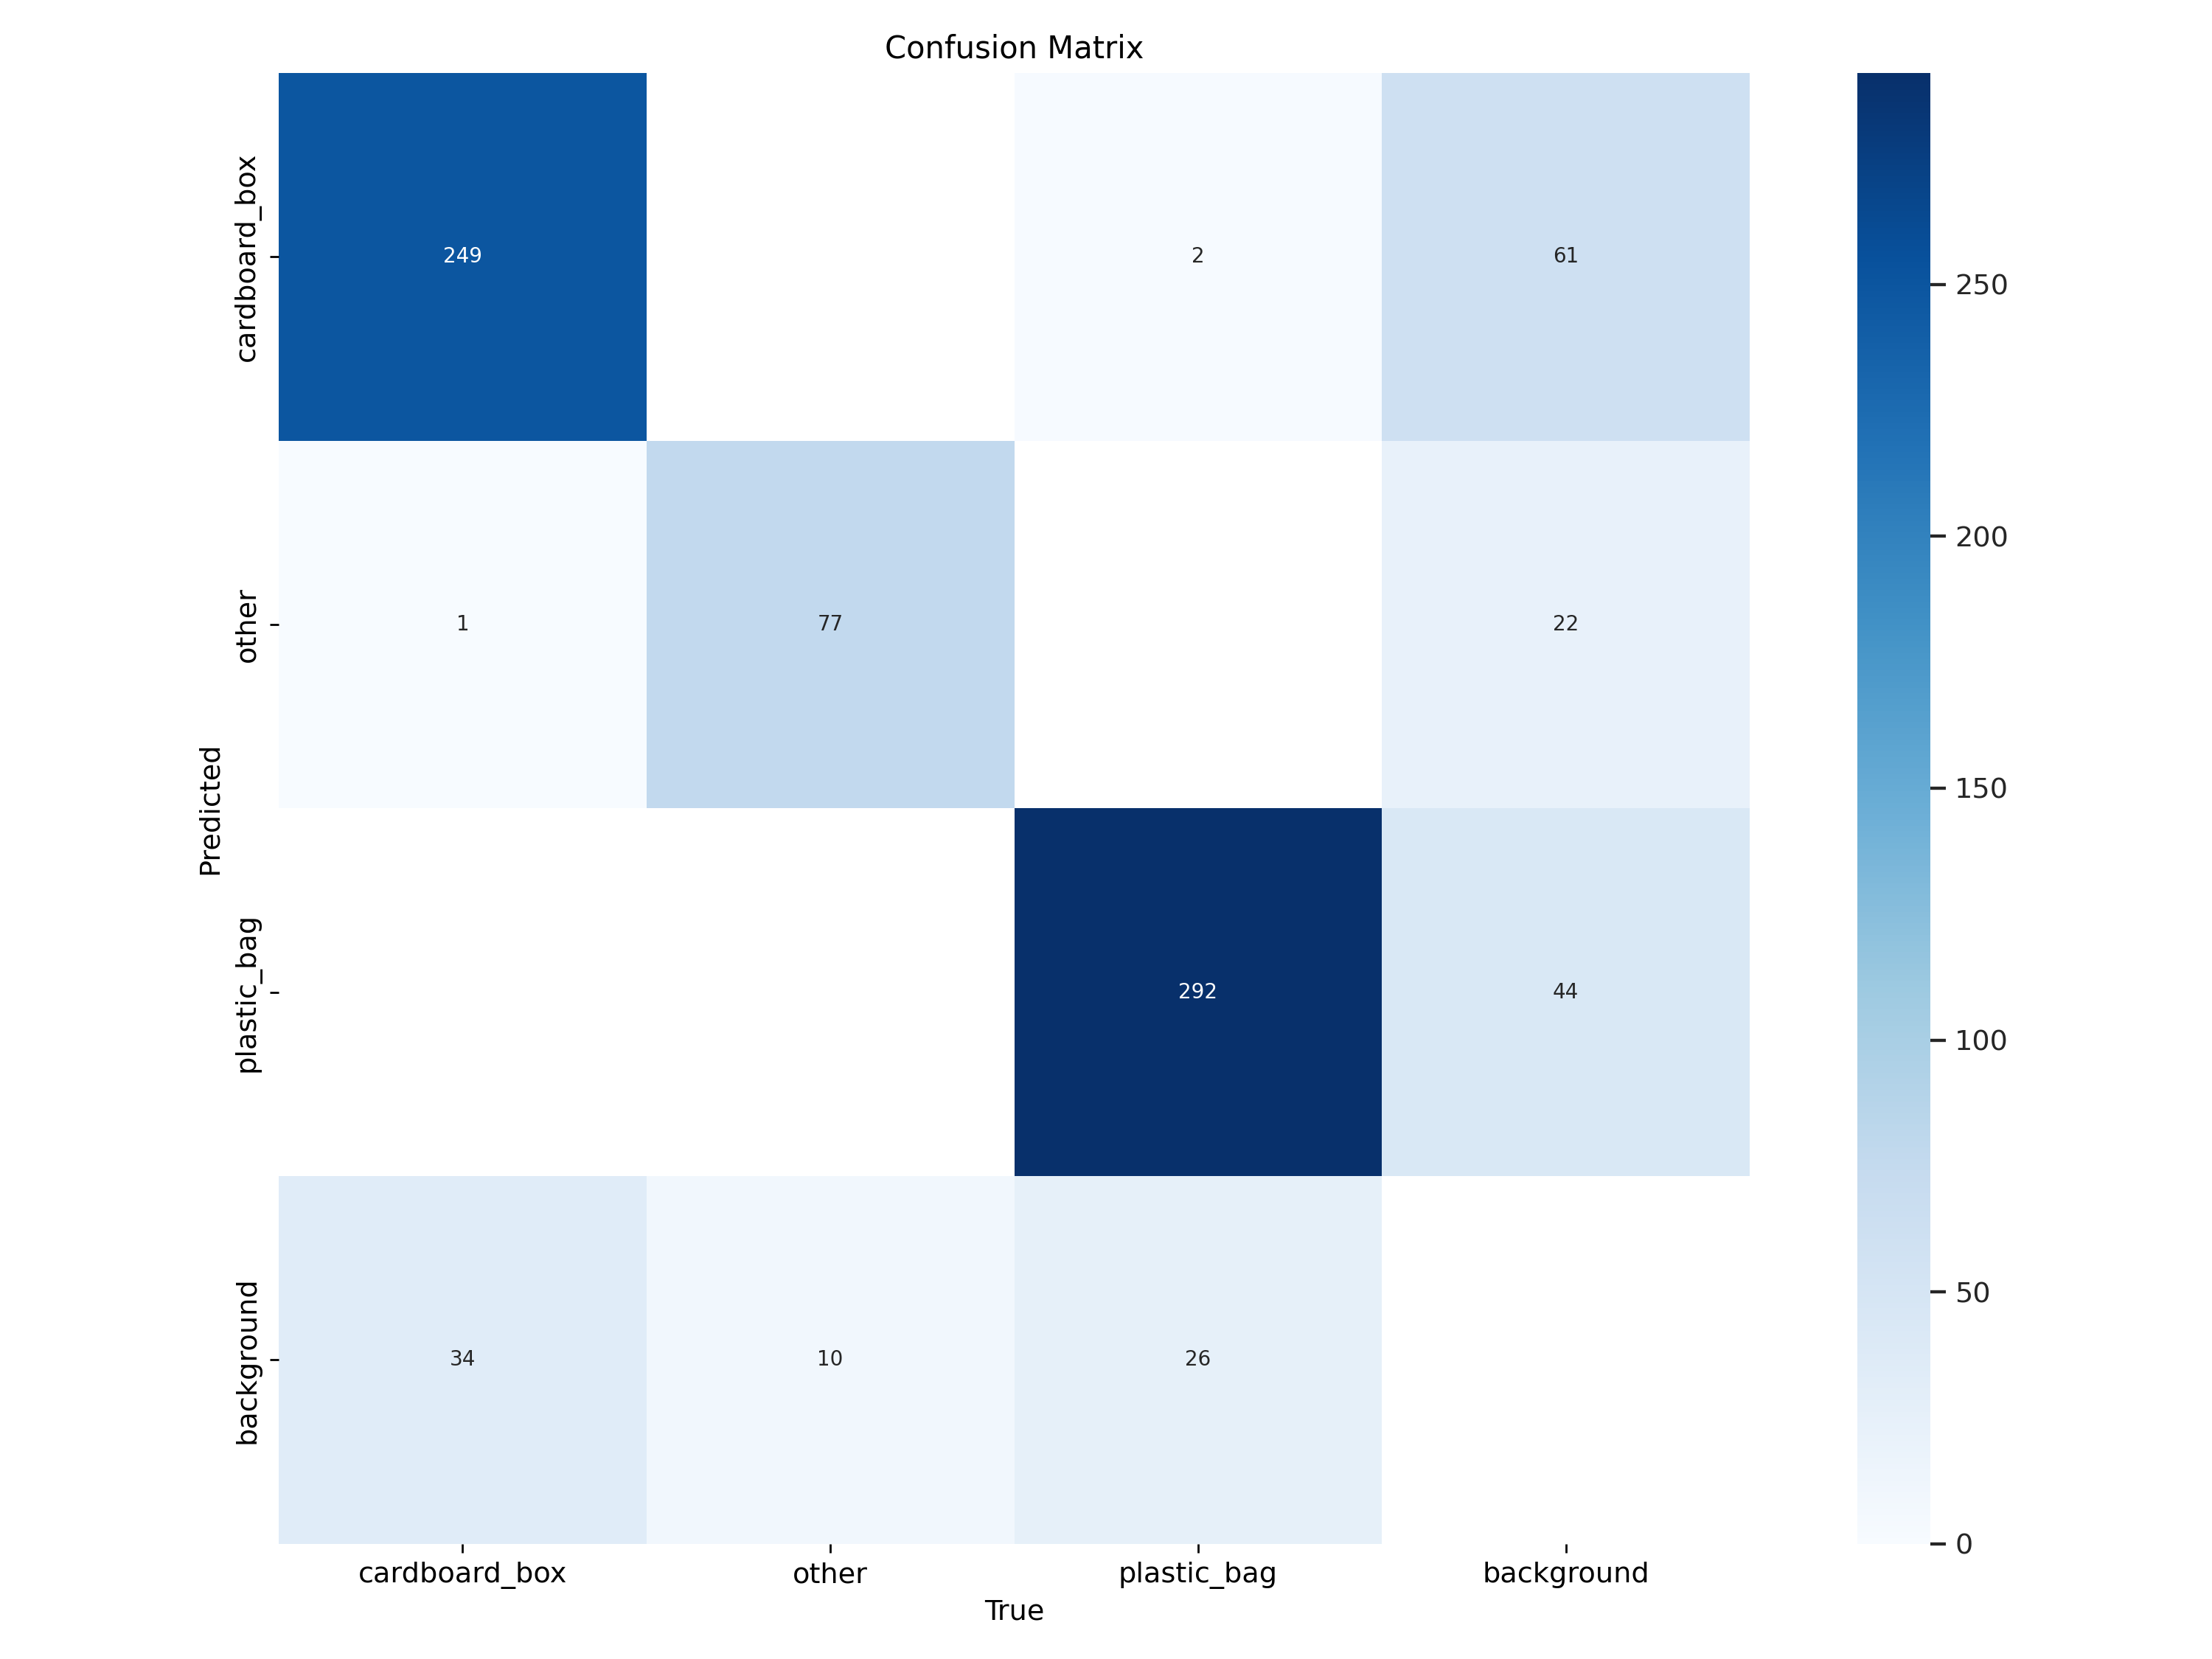 Confusion Matrix
cardboard_box
249
2
61
250
200
other
1
77
22
Predicted
150
plastic_bag
292
44
100
background
34
10
26
50
0
cardboard_box
other
plastic_bag
background
True